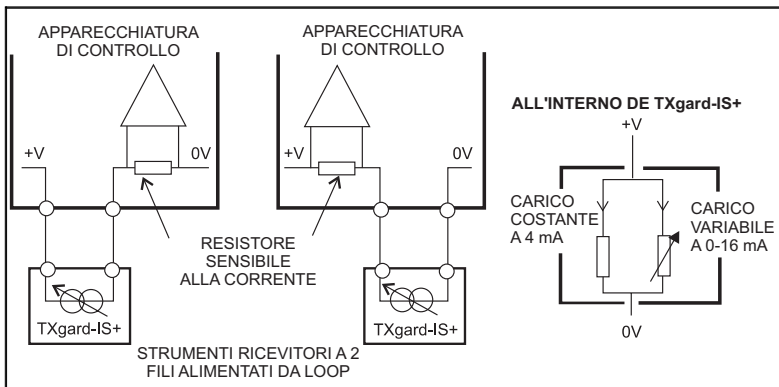 APPARECCHIATURA
DI CONTROLLO
+V
0V
TXgard-IS+
APPARECCHIATURA
DI CONTROLLO
+V
0V
TXgard-IS+
RESISTORE
SENSIBILE
ALLA CORRENTE
STRUMENTI RICEVITORI A 2
FILI ALIMENTATI DA LOOP
ALL'INTERNO DE TXgard-IS+
+V
CARICO
COSTANTE
A 4 mA
CARICO
VARIABILE
A 0-16 mA
0V